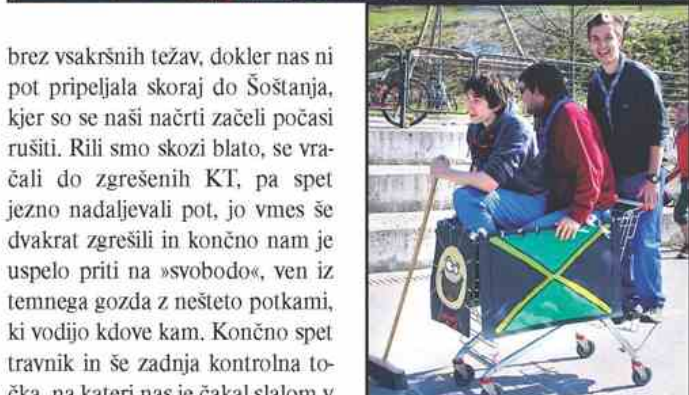 brez vsakršnih težav, dokler nas ni
pot pripeljala skoraj do Šoštanja,
kjer so se naši načrti začeli počasi
rušiti. Rili smo skozi blato, se vra-
čali do zgrešenih KT, pa spet
jezno nadaljevali pot, jo vmes še
dvakrat zgrešili in končno nam je
uspelo priti na »svobodo«, ven iz
temnega gozda z nešteto potkami,
ki vodijo kdove kam. Končno spet
travnik in še zadnja kontrolna to-
čka, na kateri nas je čakal slalom v